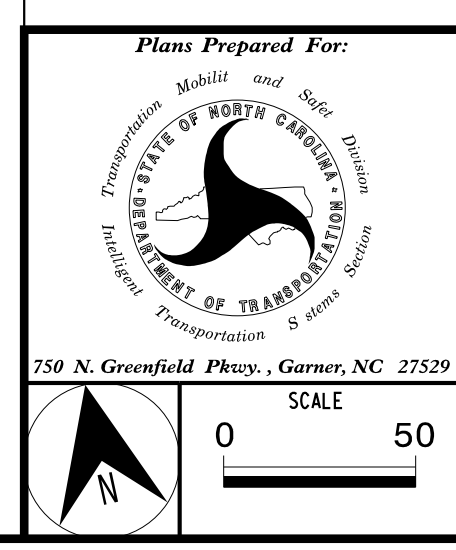 Plans Prepared For:
Transportation Mobilit and Safet Division
STATE OF NORTH CAROLINA
DEPARTMENT OF TRANSPORTATION
Intelligent Transportation S stems Section
750 N. Greenfield Pkwy. , Garner, NC 27529
SCALE
0 50
N